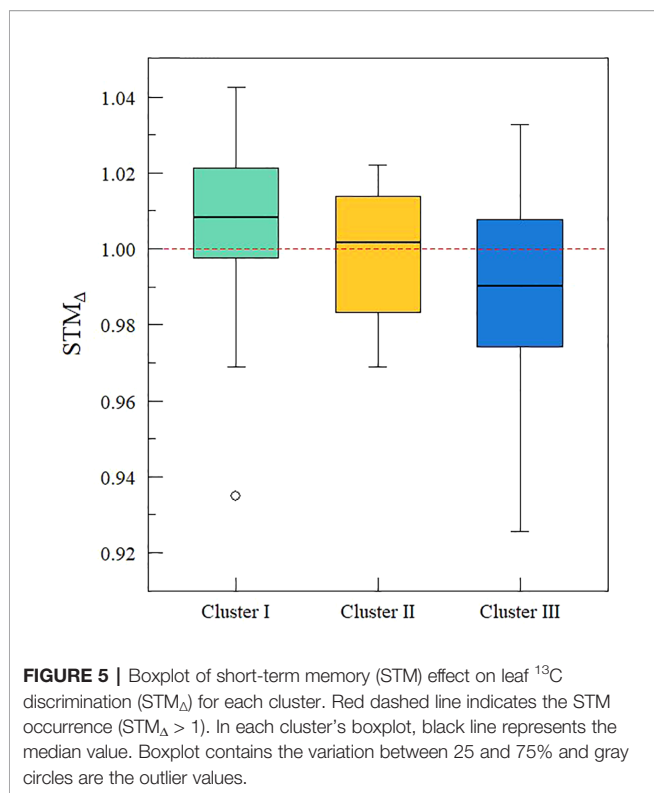 1.04
1.02
1.00
0.98
0.96
0.94
0.92
STMΔ
Cluster I Cluster II Cluster III
FIGURE 5 | Boxplot of short-term memory (STM) effect on leaf ¹³C
discrimination (STMΔ) for each cluster. Red dashed line indicates the STM
occurrence (STMΔ > 1). In each cluster's boxplot, black line represents the
median value. Boxplot contains the variation between 25 and 75% and gray
circles are the outlier values.